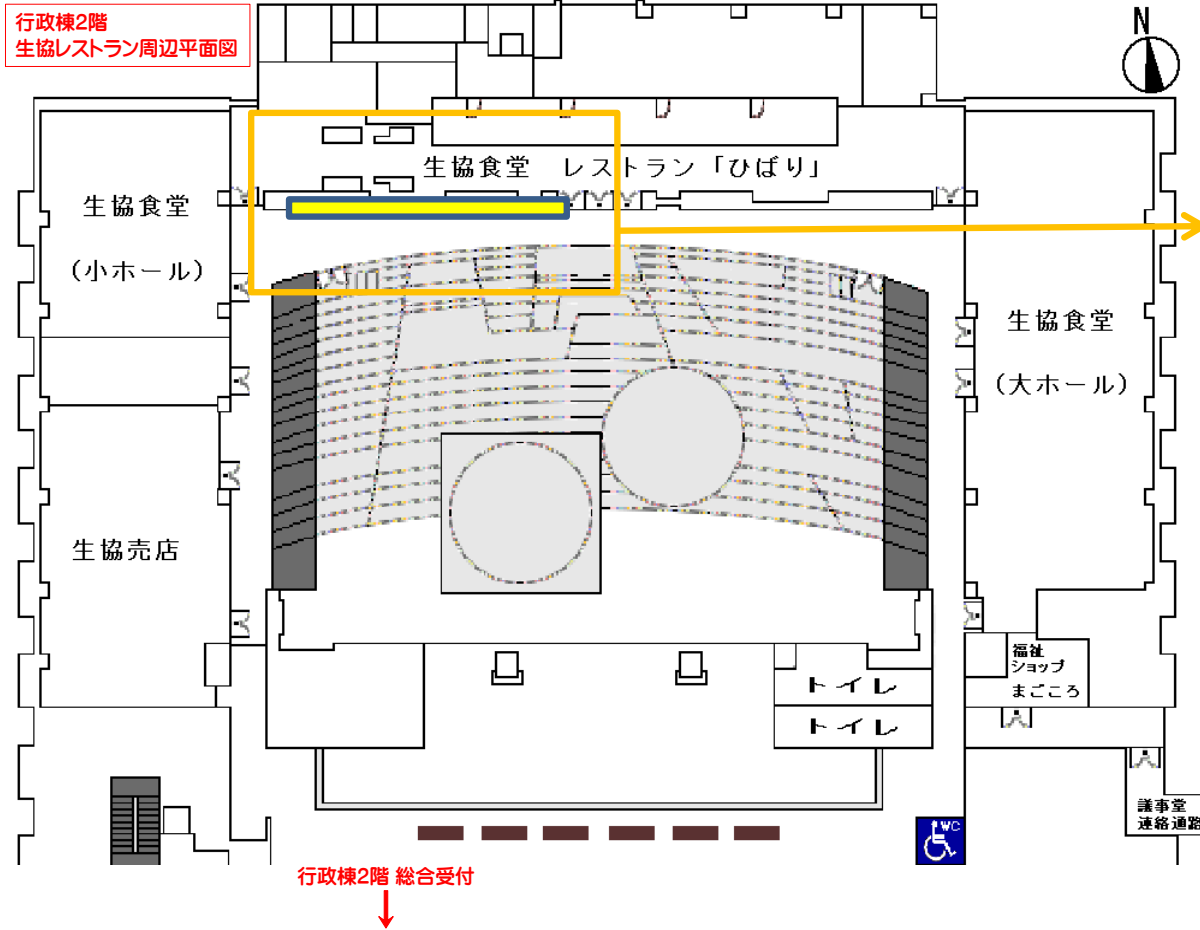 行政棟2階
生協レストラン周辺平面図
N
生協食堂 レストラン「ひばり」
生協食堂
(小ホール)
生協食堂
(大ホール)
生協売店
福祉
ショップ
まごころ
トイレ
トイレ
議事堂
連絡通路
WC
行政棟2階 総合受付